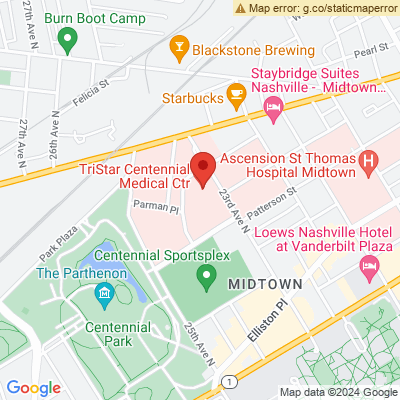 Map error: g.co/staticmaperror
Burn Boot Camp
27th Ave N
Pearl St
Blackstone Brewing
Felicia St
Staybridge Suites
Nashville - Midtown…
Starbucks
27th Ave N
26th Ave N
TriStar Centennial
Medical Ctr
Ascension St Thomas
Hospital Midtown
23rd Ave N
Patterson St
Parman Pl
Park Plaza
Loews Nashville Hotel
at Vanderbilt Plaza
Centennial Sportsplex
The Parthenon
MIDTOWN
Elliston Pl
Centennial
Park
25th Ave N
1
Google
Map data ©2024 Google